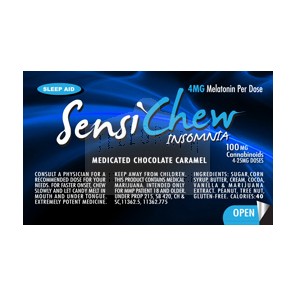 SLEEP AID
4MG Melatonin Per Dose
SensiChew
INSOMNIA
100MG
Cannabinoids
4-25MG DOSES
MEDICATED CHOCOLATE CARAMEL
CONSULT A PHYSICIAN FOR A
RECOMMENDED DOSE FOR YOUR
NEEDS. FOR FASTER ONSET, CHEW
SLOWLY AND LET CANDY MELT IN
MOUTH AND UNDER TONGUE.
EXTREMELY POTENT MEDICINE.
KEEP AWAY FROM CHILDREN.
THIS PRODUCT CONTAINS MEDICAL
MARIJUANA. INTENDED ONLY
FOR MMP PATIENT 18 AND OLDER.
UNDER PROP 215, SB 420, CH &
SC,11362.5, 11362.775
INGREDIENTS: SUGAR,CORN
SYRUP, BUTTER, CREAM, COCOA,
VANILLA & MARIJUANA
EXTRACT, PEANUT, TREE NUT,
GLUTEN-FREE. CALORIES: 40
OPEN